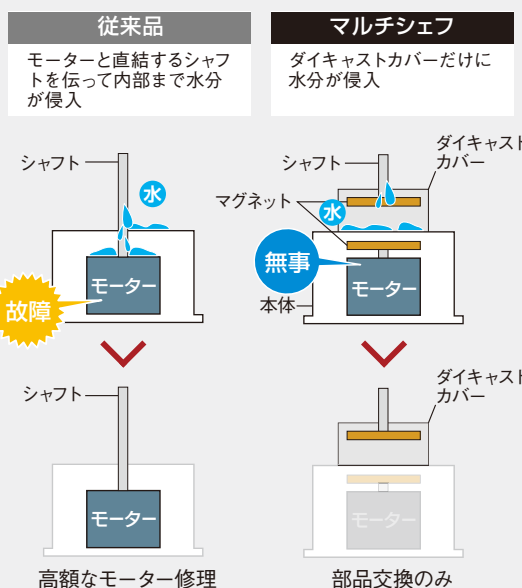 従来品
モーターと直結するシャフ
トを伝って内部まで水分
が侵入
シャフト
水
故障
モーター
シャフト
モーター
高額なモーター修理
マルチシェフ
ダイキャストカバーだけに
水分が侵入
ダイキャスト
カバー
シャフト
マグネット
水
無事
モーター
本体
ダイキャスト
カバー
モーター
部品交換のみ